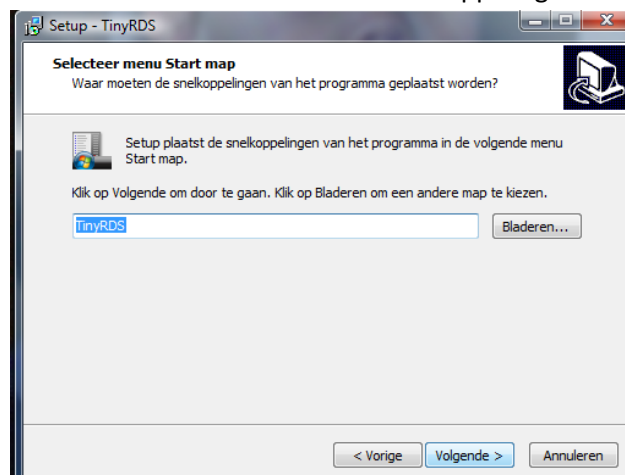 Setup - TinyRDS
Selecteer menu Start map
Waar moeten de snelkoppelingen van het programma geplaatst worden?
Setup plaatst de snelkoppelingen van het programma in de volgende menu
Start map.
Klik op Volgende om door te gaan. Klik op Bladeren om een andere map te kiezen.
TinyRDS
Bladeren...
< Vorige
Volgende >
Annuleren